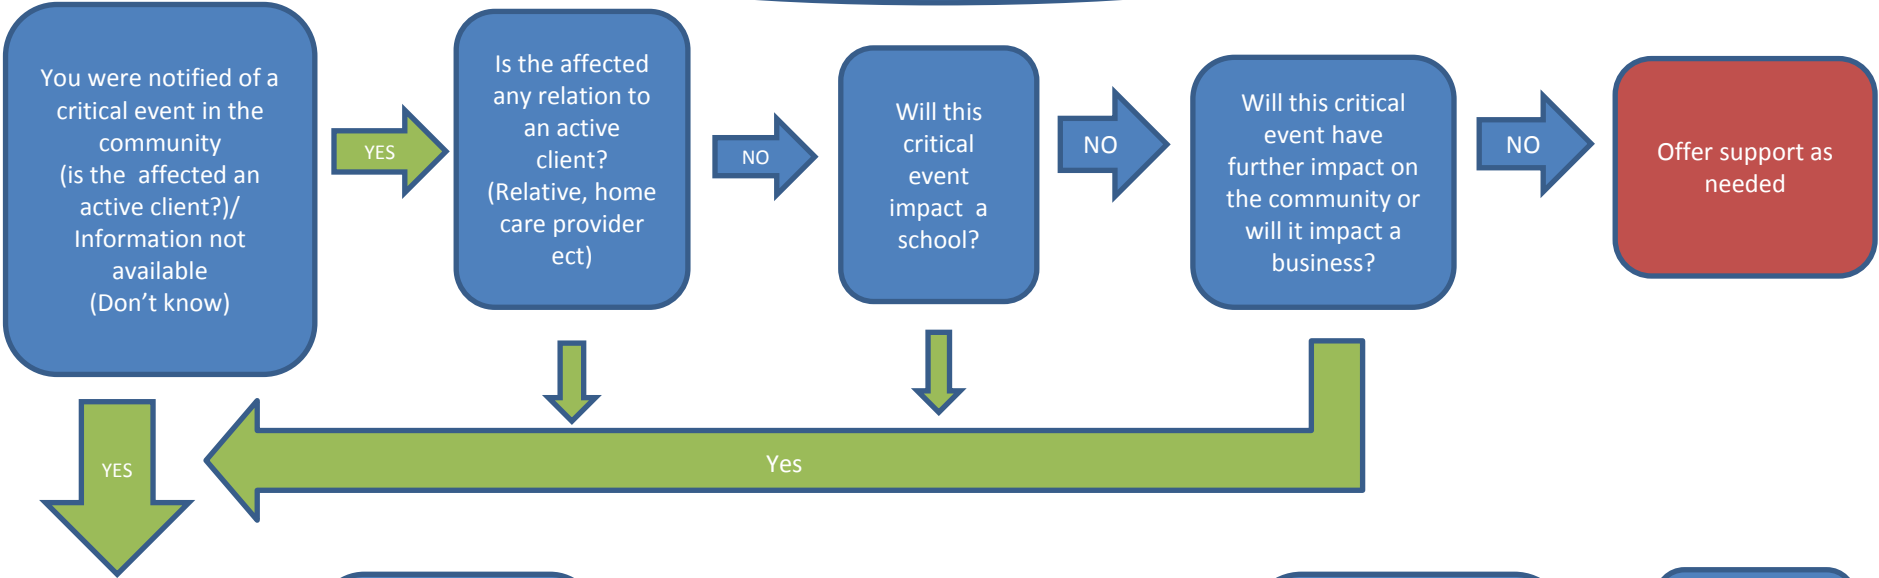 You were notified of a
critical event in the
community
(is the  affected an
active client?)/
Information not
available
(Don't know)
YES
Is the affected
any relation to
an active
client?
(Relative, home
care provider
ect)
NO
Will this
critical
event
impact  a
school?
NO
Will this critical
event have
further impact on
the community or
will it impact a
business?
NO
Offer support as
needed
YES
Yes